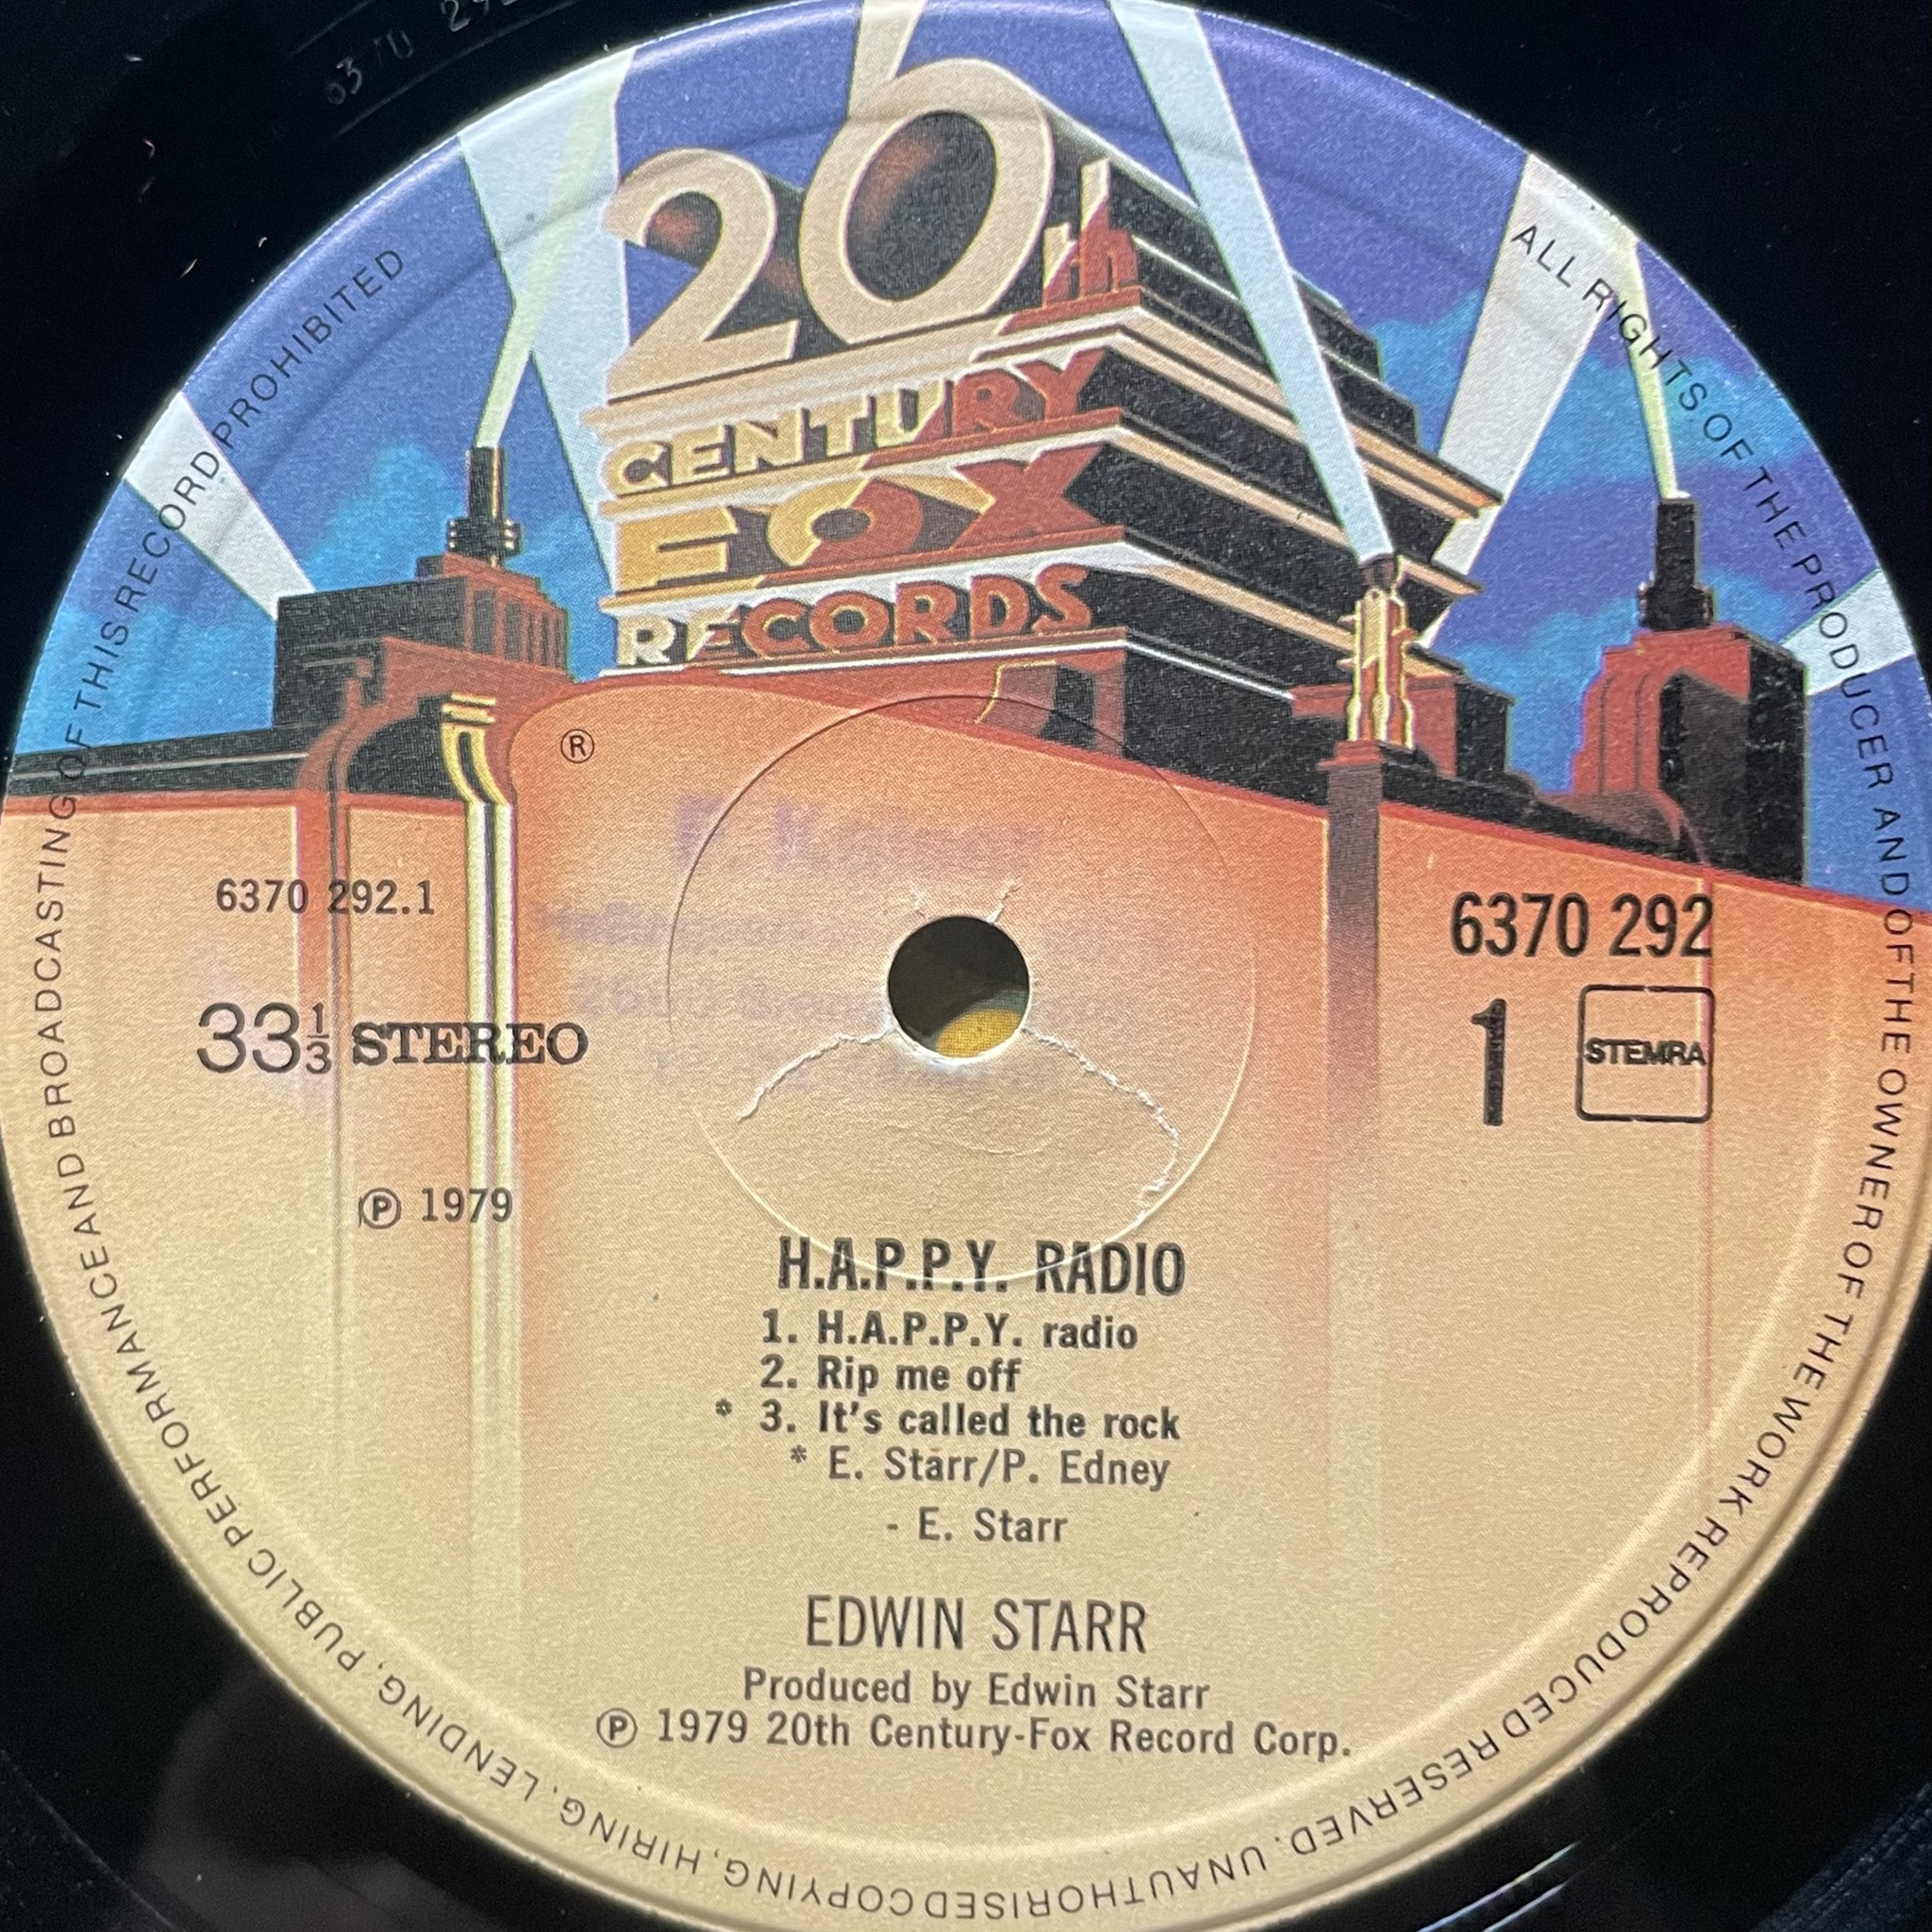 20th
CENTURY
FOX
RECORDS
®
6370 292.1
33⅓ STEREO
℗ 1979
6370 292
1
STEMRA
H.A.P.P.Y. RADIO
1. H.A.P.P.Y. radio
2. Rip me off
* 3. It's called the rock
* E. Starr/P. Edney
- E. Starr
EDWIN STARR
Produced by Edwin Starr
℗ 1979 20th Century-Fox Record Corp.
ALL RIGHTS OF THE PRODUCER AND OF THE OWNER OF THE WORK REPRODUCED RESERVED. UNAUTHORISED COPYING, HIRING, LENDING, PUBLIC PERFORMANCE AND BROADCASTING OF THIS RECORD PROHIBITED